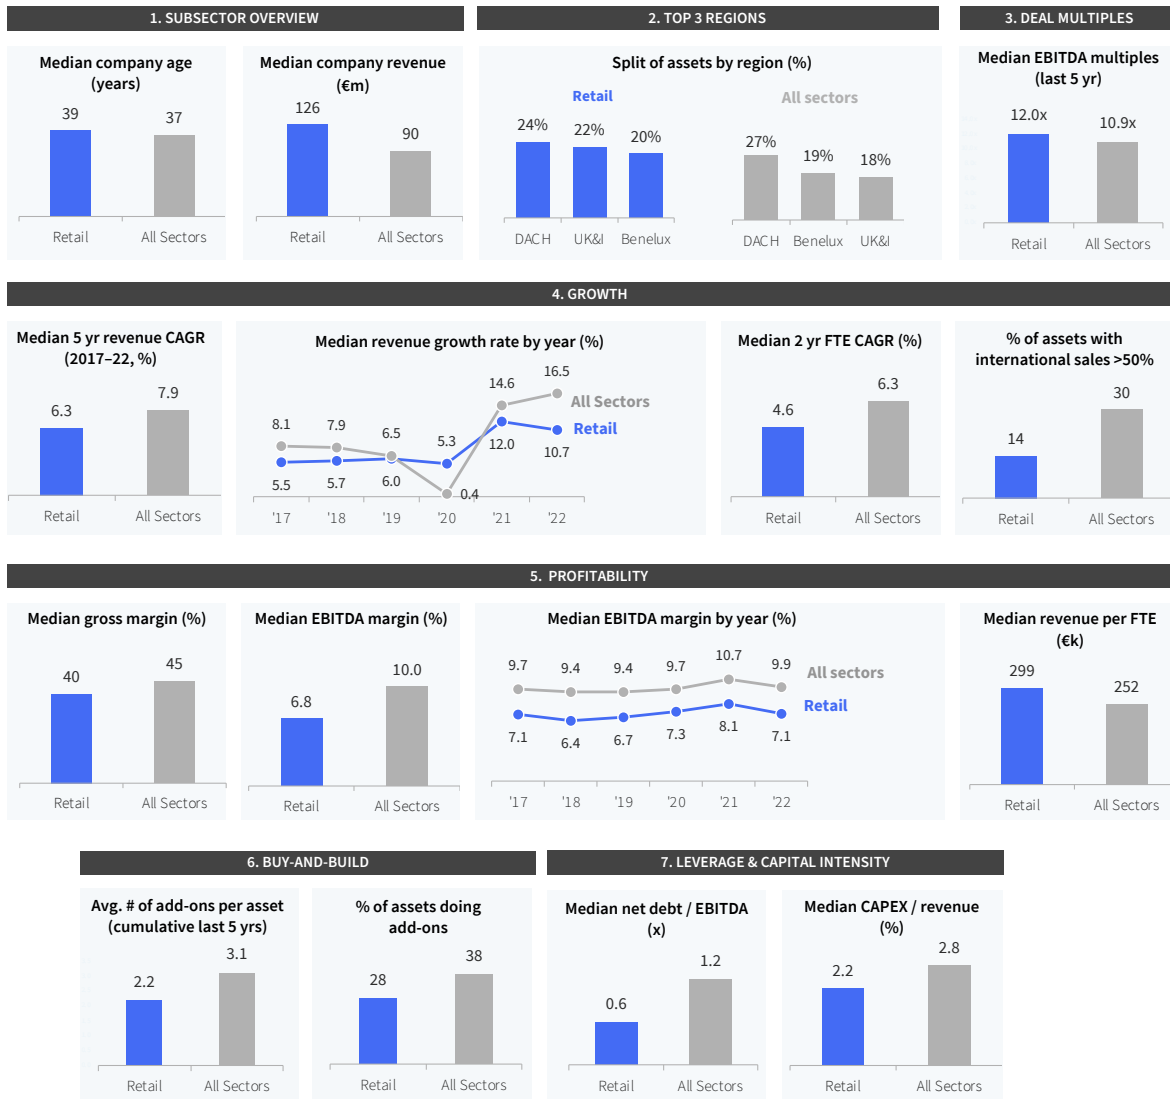 1. SUBSECTOR OVERVIEW
Median company age
(years)
39
37
Retail
All Sectors
Median company revenue
(€m)
126
90
Retail
All Sectors
2. TOP 3 REGIONS
Split of assets by region (%)
Retail
24%
22%
20%
DACH
UK&I
Benelux
All sectors
27%
19%
18%
DACH
Benelux
UK&I
3. DEAL MULTIPLES
Median EBITDA multiples
(last 5 yr)
12.0x
10.9x
Retail
All Sectors
4. GROWTH
Median 5 yr revenue CAGR
(2017–22, %)
6.3
7.9
Retail
All Sectors
Median revenue growth rate by year (%)
8.1
7.9
6.5
5.3
14.6
16.5
All Sectors
Retail
5.5
5.7
6.0
0.4
12.0
10.7
'17
'18
'19
'20
'21
'22
Median 2 yr FTE CAGR (%)
4.6
6.3
Retail
All Sectors
% of assets with
international sales >50%
14
30
Retail
All Sectors
5. PROFITABILITY
Median gross margin (%)
40
45
Retail
All Sectors
Median EBITDA margin (%)
6.8
10.0
Retail
All Sectors
Median EBITDA margin by year (%)
9.7
9.4
9.4
9.7
10.7
9.9
All sectors
Retail
7.1
6.4
6.7
7.3
8.1
7.1
'17
'18
'19
'20
'21
'22
Median revenue per FTE
(€k)
299
252
Retail
All Sectors
6. BUY-AND-BUILD
Avg. # of add-ons per asset
(cumulative last 5 yrs)
2.2
3.1
Retail
All Sectors
% of assets doing
add-ons
28
38
Retail
All Sectors
7. LEVERAGE & CAPITAL INTENSITY
Median net debt / EBITDA
(x)
0.6
1.2
Retail
All Sectors
Median CAPEX / revenue
(%)
2.2
2.8
Retail
All Sectors